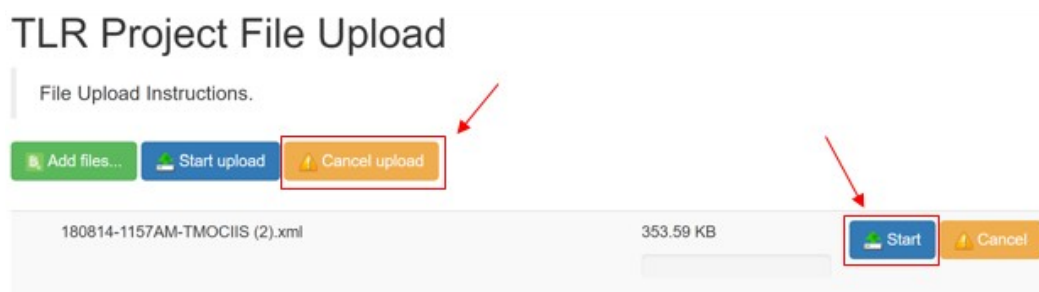 TLR Project File Upload
File Upload Instructions.
Add files... Start upload Cancel upload
180814-1157AM-TMOCIIS (2).xml 353.59 KB Start Cancel